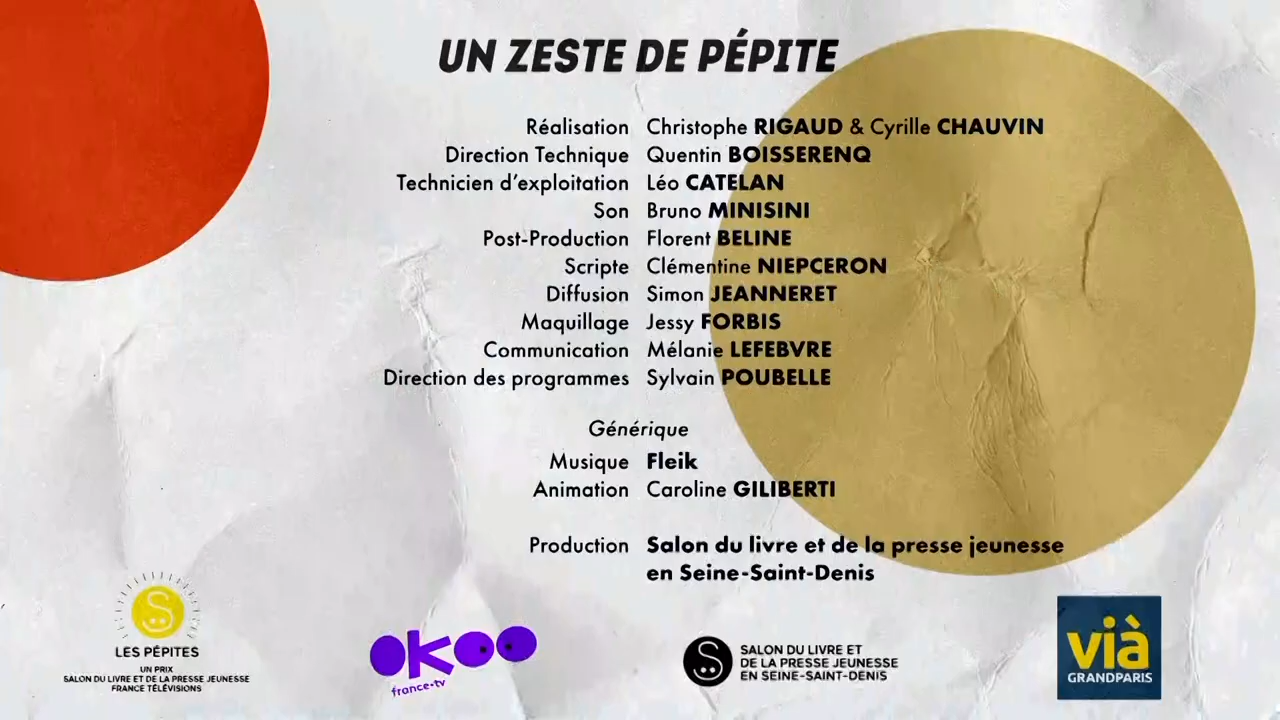 UN ZESTE DE PÉPITE
Réalisation Christophe RIGAUD & Cyrille CHAUVIN
Direction Technique Quentin BOISSERENQ
Technicien d'exploitation Léo CATELAN
Son Bruno MINISINI
Post-Production Florent BELINE
Scripte Clémentine NIEPCERON
Diffusion Simon JEANNERET
Maquillage Jessy FORBIS
Communication Mélanie LEFEBVRE
Direction des programmes Sylvain POUBELLE
Générique
Musique Fleik
Animation Caroline GILIBERTI
Production Salon du livre et de la presse jeunesse
en Seine-Saint-Denis
LES PÉPITES
UN PRIX
SALON DU LIVRE ET DE LA PRESSE JEUNESSE
FRANCE TÉLÉVISIONS
OKOO
france•tv
SALON DU LIVRE ET
DE LA PRESSE JEUNESSE
EN SEINE-SAINT-DENIS
vià
GRANDPARIS